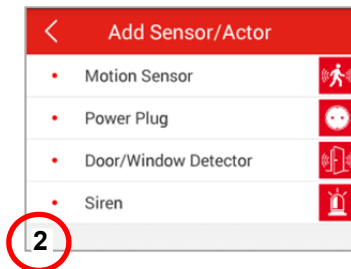 Add Sensor/Actor
• Motion Sensor
• Power Plug
• Door/Window Detector
• Siren
2